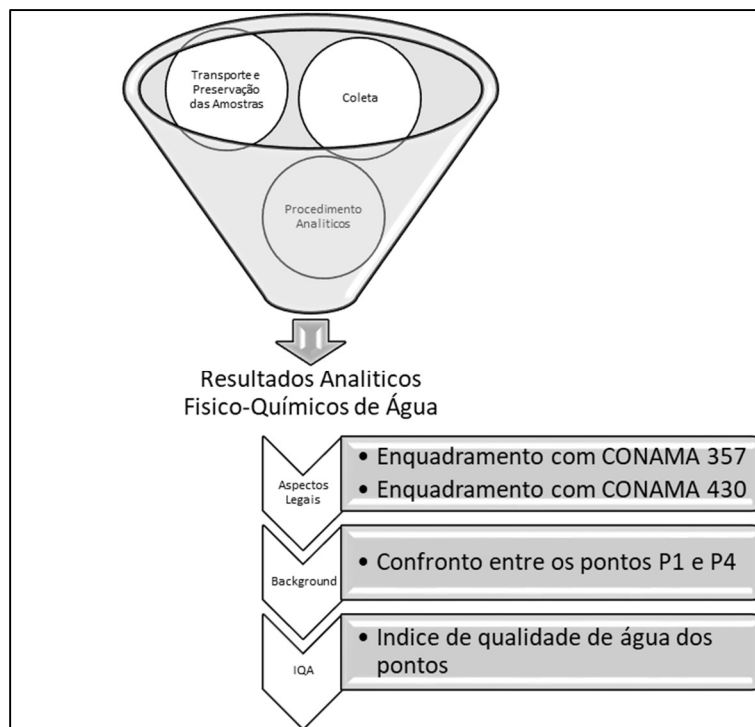 Transporte e
Preservação
das Amostras
Coleta
Procedimento
Analíticos
Resultados Analiticos
Fisico-Químicos de Água
Aspectos
Legais
• Enquadramento com CONAMA 357
• Enquadramento com CONAMA 430
Background
• Confronto entre os pontos P1 e P4
IQA
• Indice de qualidade de água dos
pontos